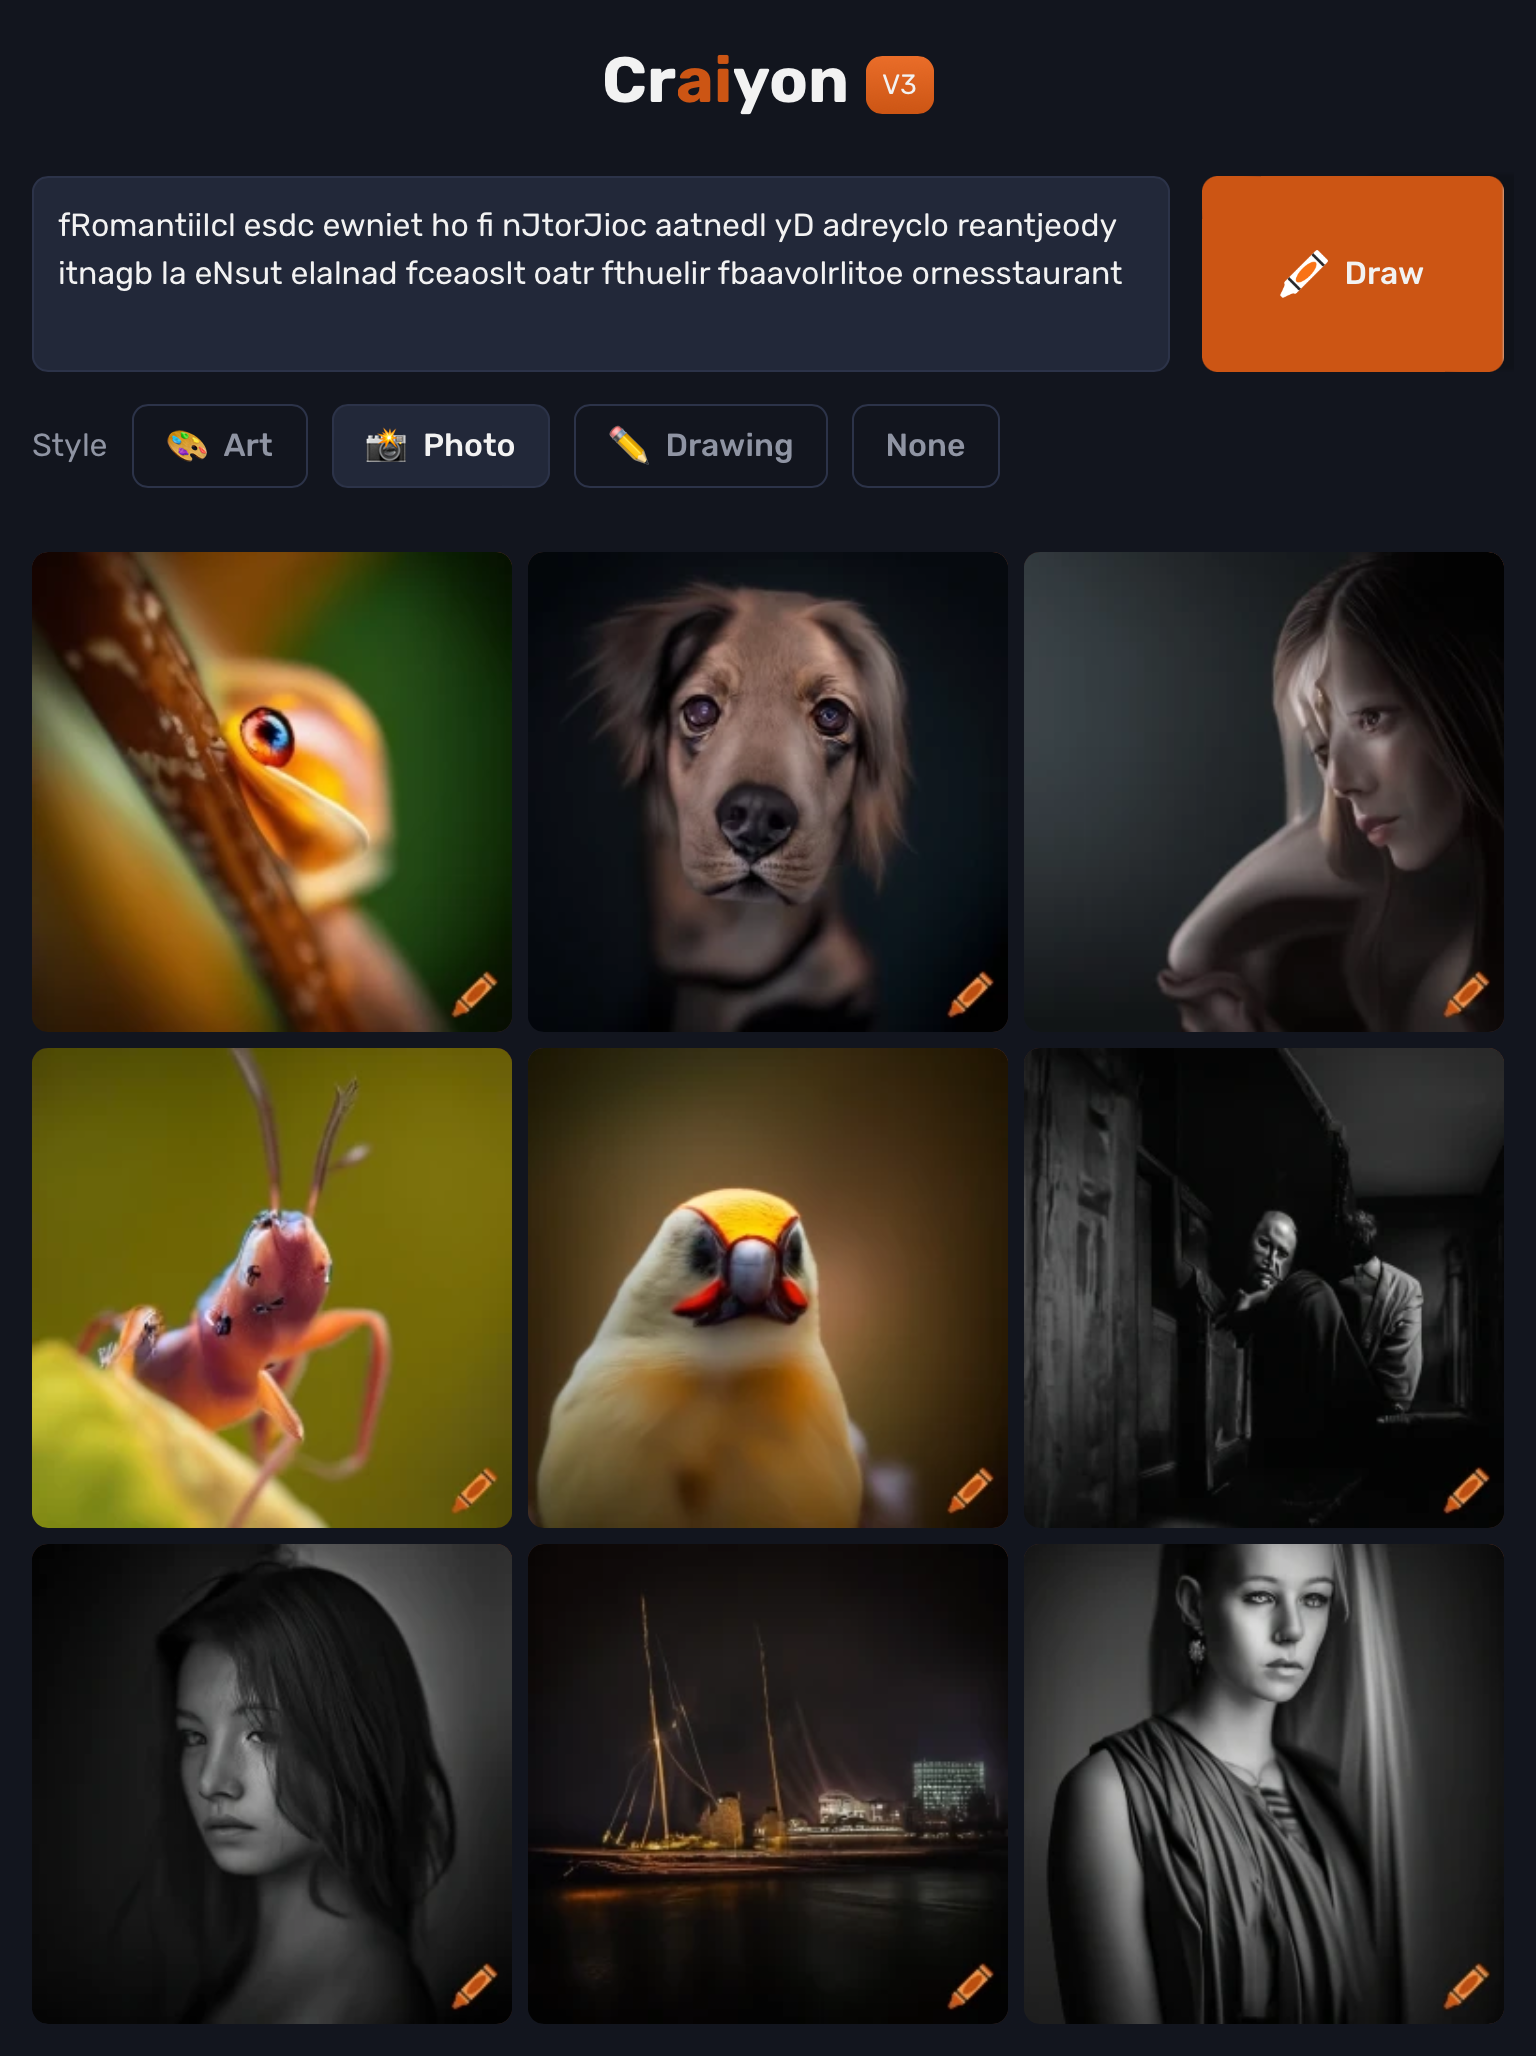 Craiyon V3
fRomantiilcl esdc ewniet ho fi nJtorJioc aatnedl yD adreyclo reantjeody
itnagb la eNsut elalnad fceaoslt oatr fthuelir fbaavolrlitoe ornesstaurant
Draw
Style Art Photo Drawing None